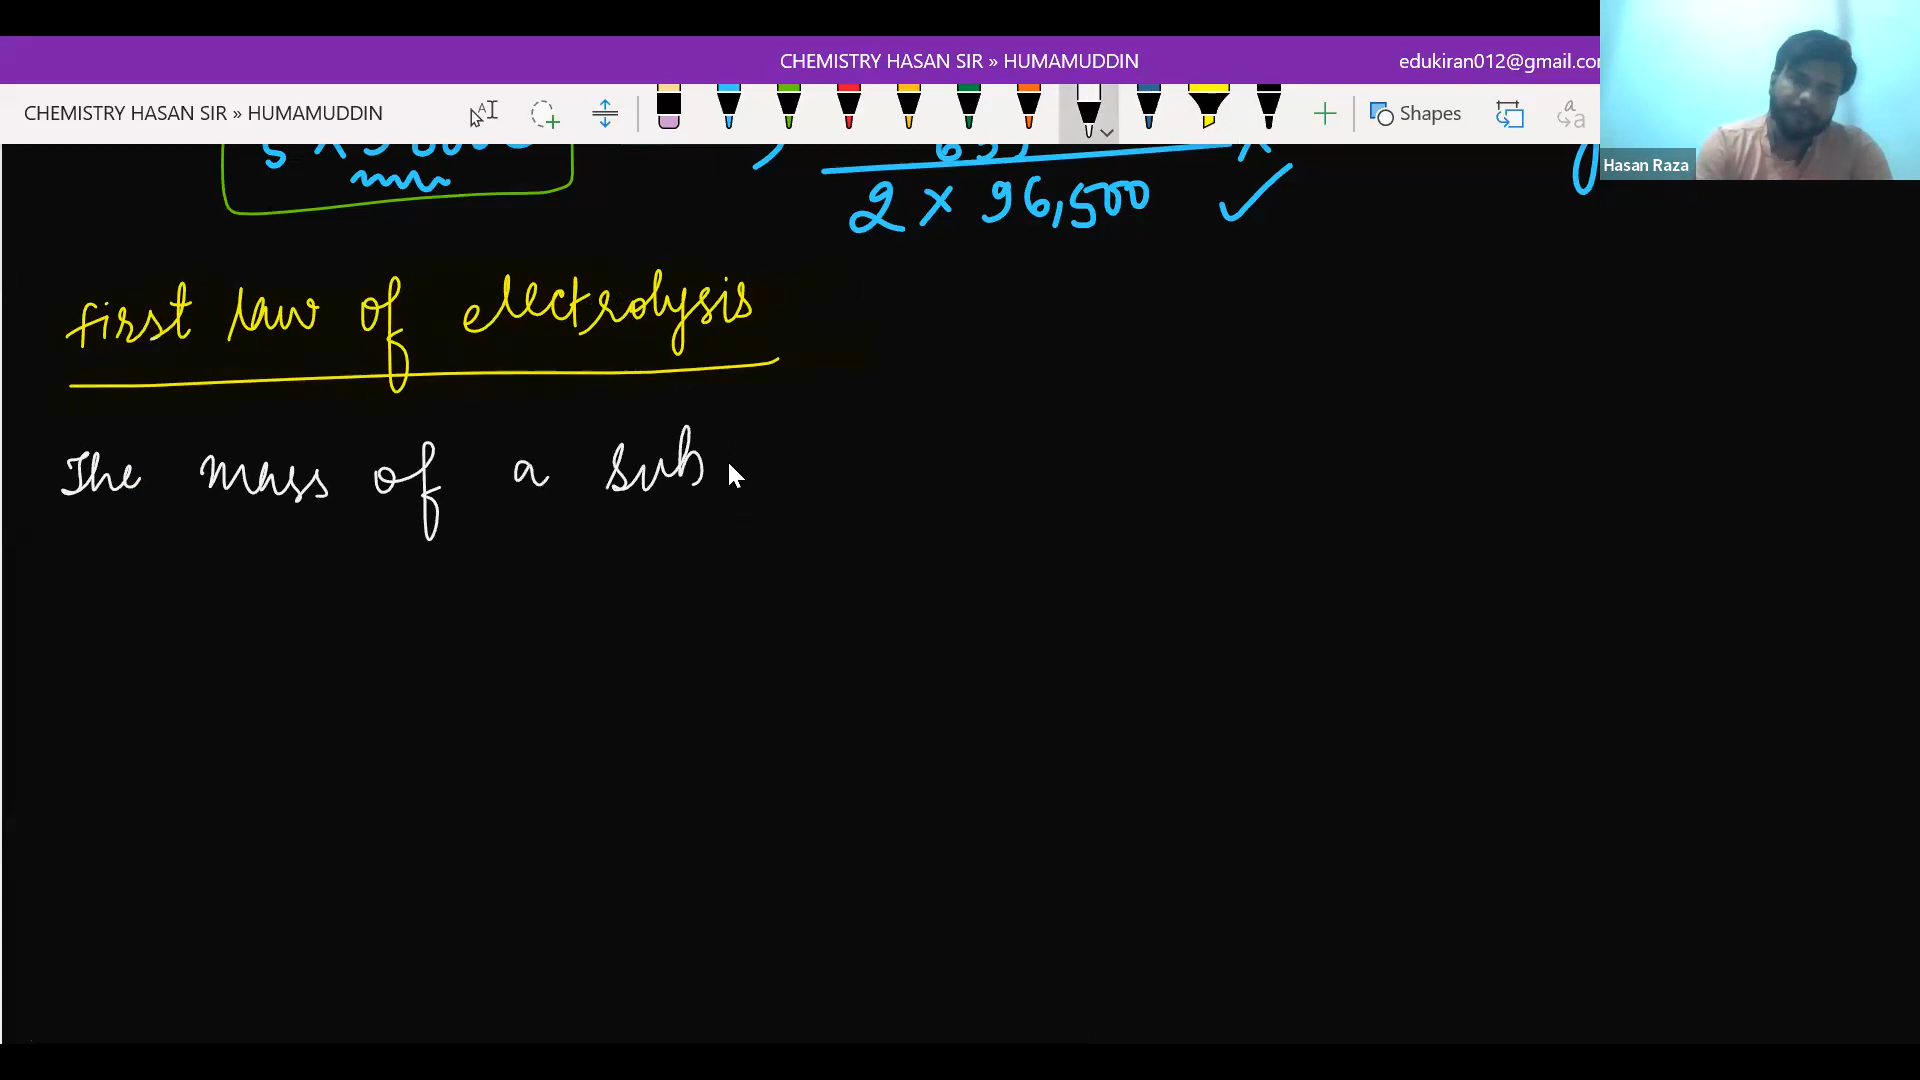 CHEMISTRY HASAN SIR » HUMAMUDDIN
edukiran012@gmail.co
CHEMISTRY HASAN SIR » HUMAMUDDIN
Shapes
Hasan Raza
2 × 96,500 ✓
first law of electrolysis
The mass of a sub